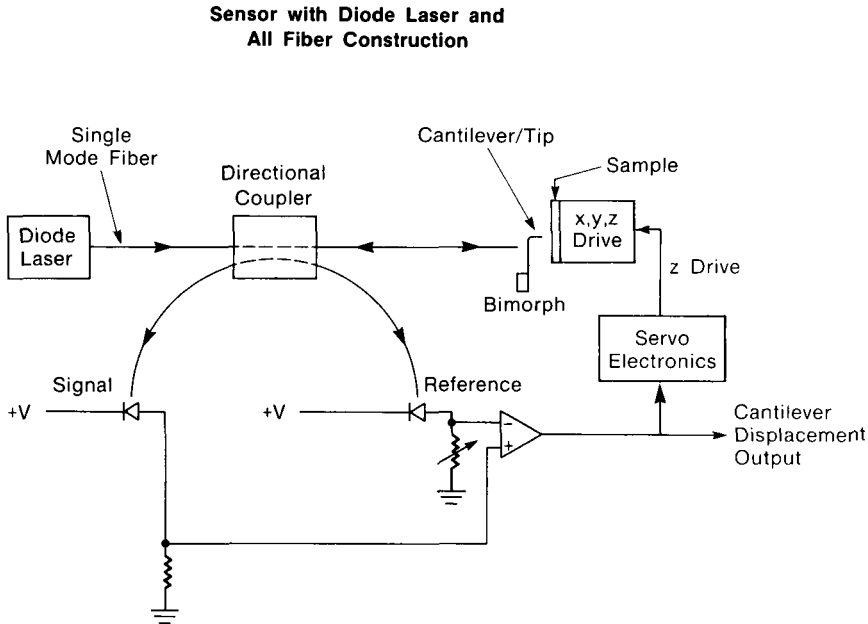 Sensor with Diode Laser and
All Fiber Construction
Single
Mode Fiber
Directional
Coupler
Cantilever/Tip
Sample
Diode
Laser
x,y,z
Drive
z Drive
Bimorph
Servo
Electronics
Signal
Reference
+V
+V
-
+
Cantilever
Displacement
Output